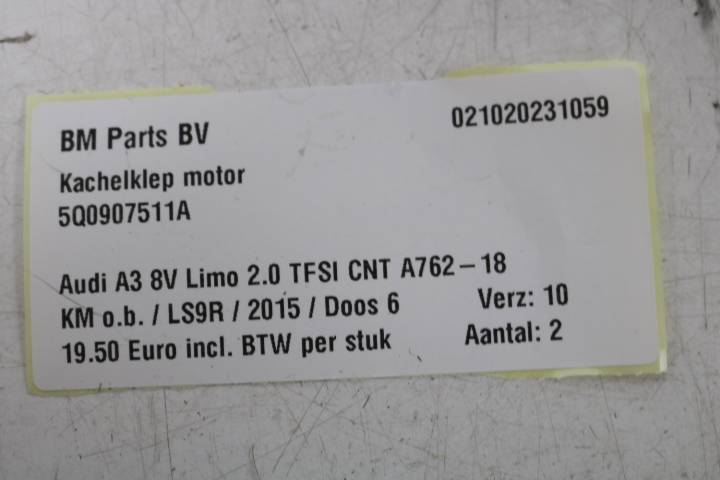 BM Parts BV 021020231059
Kachelklep motor
5Q0907511A
Audi A3 8V Limo 2.0 TFSI CNT A762-18
KM o.b. / LS9R / 2015 / Doos 6 Verz: 10
19.50 Euro incl. BTW per stuk Aantal: 2